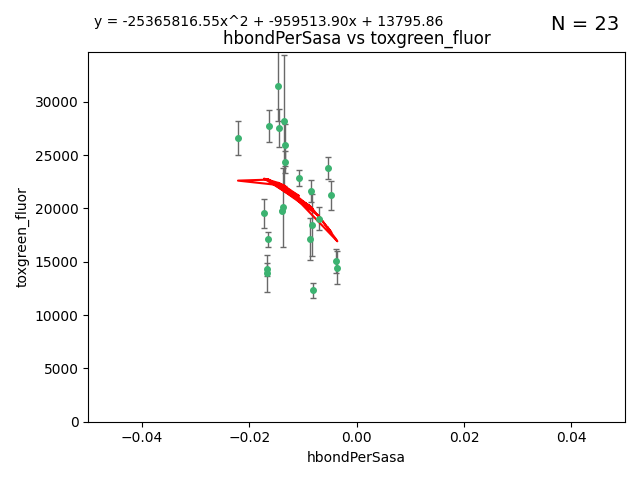 y = -25365816.55x^2 + -959513.90x + 13795.86
N = 23
hbondPerSasa vs toxgreen_fluor
toxgreen_fluor
30000
25000
20000
15000
10000
5000
0
−0.04
−0.02
0.00
0.02
0.04
hbondPerSasa